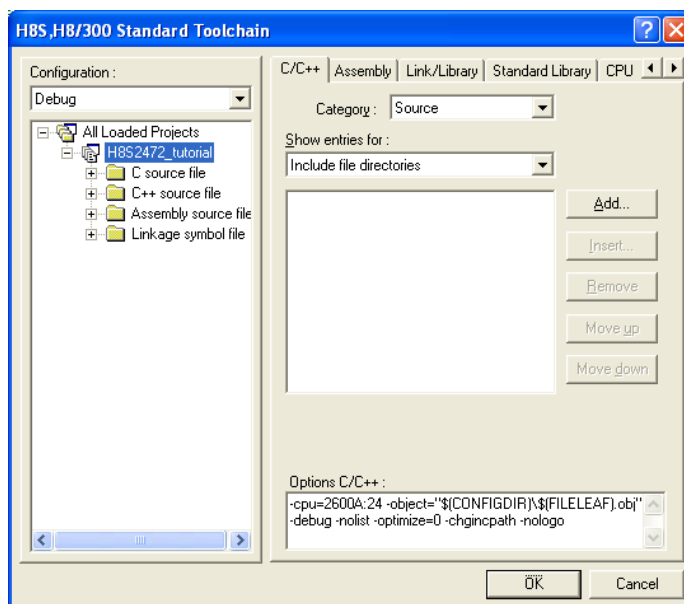 H8S,H8/300 Standard Toolchain
Configuration :
Debug
All Loaded Projects
H8S2472_tutorial
C source file
C++ source file
Assembly source file
Linkage symbol file
C/C++ Assembly Link/Library Standard Library CPU
Category : Source
Show entries for :
Include file directories
Add...
Insert...
Remove
Move up
Move down
Options C/C++ :
-cpu=2600A:24 -object="$(CONFIGDIR)\$(FILELEAF).obj"
-debug -nolist -optimize=0 -chgincpath -nologo
OK Cancel